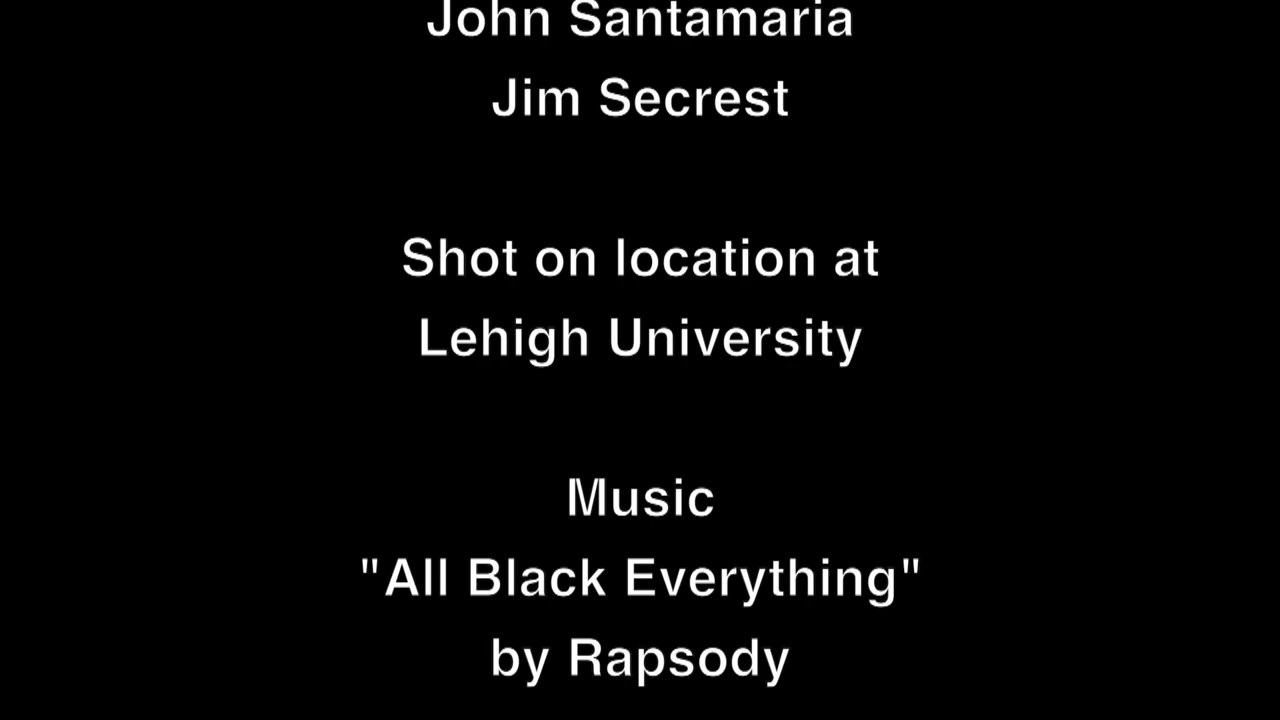 John Santamaria
Jim Secrest
Shot on location at
Lehigh University
Music
"All Black Everything"
by Rapsody